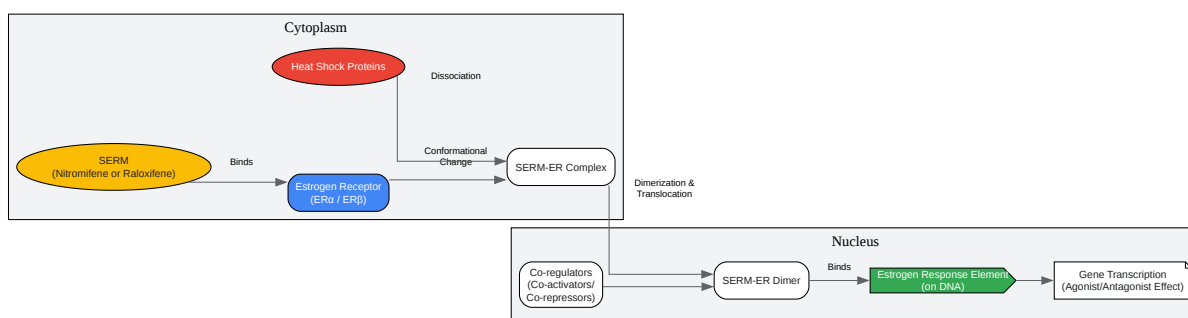 Cytoplasm
Heat Shock Proteins
Dissociation
SERM
(Nitromifene or Raloxifene)
Binds
Estrogen Receptor
(ERα / ERβ)
Conformational
Change
SERM-ER Complex
Dimerization &
Translocation
Nucleus
Co-regulators
(Co-activators/
Co-repressors)
SERM-ER Dimer
Binds
Estrogen Response Element
(on DNA)
Gene Transcription
(Agonist/Antagonist Effect)